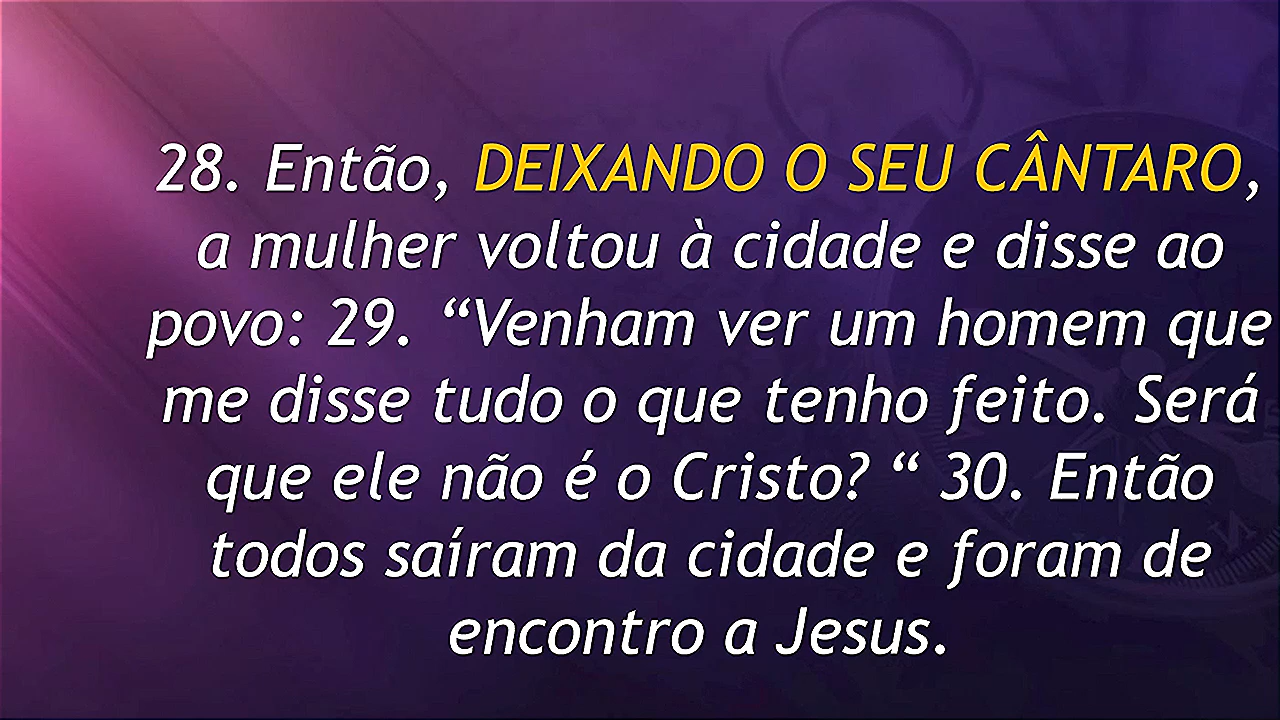 28. Então, DEIXANDO O SEU CÂNTARO,
a mulher voltou à cidade e disse ao
povo: 29. “Venham ver um homem que
me disse tudo o que tenho feito. Será
que ele não é o Cristo? “ 30. Então
todos saíram da cidade e foram de
encontro a Jesus.